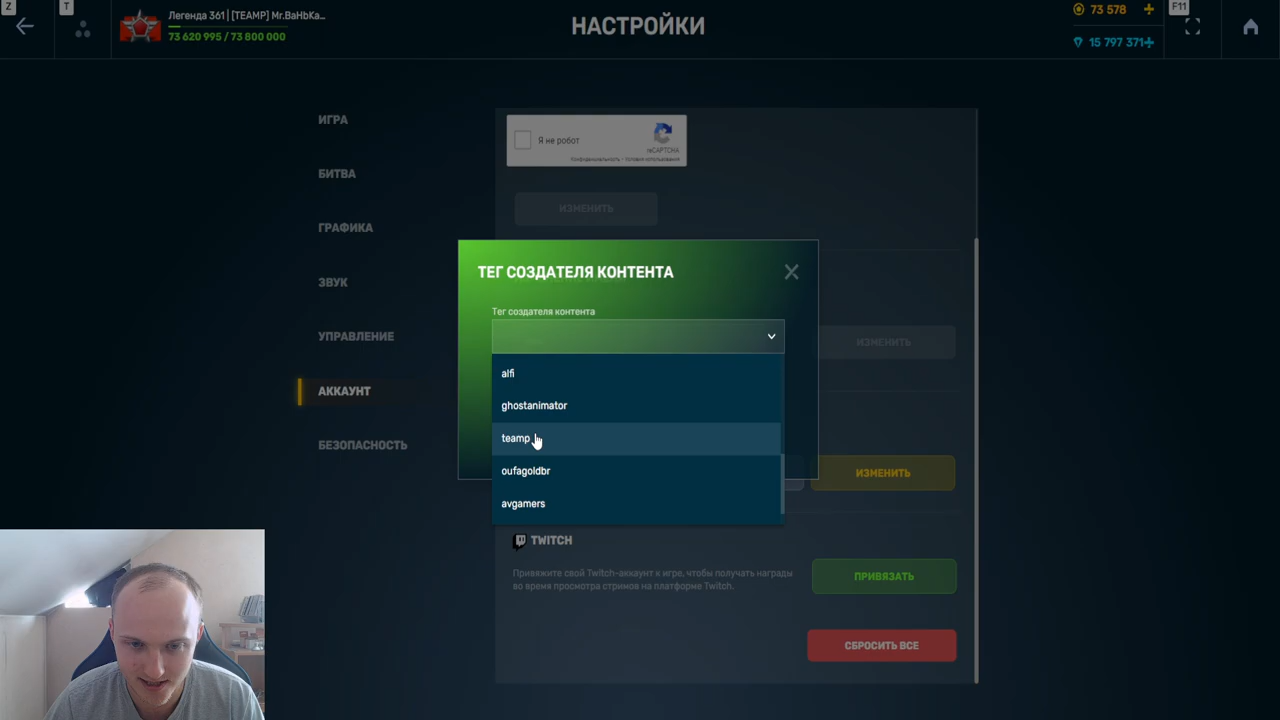 Z
T
Легенда 361 | [TEAMP] Mr.BaHbKa...
73 620 995 / 73 800 000
НАСТРОЙКИ
73 578
15 797 371
F11
ИГРА
БИТВА
ГРАФИКА
ЗВУК
УПРАВЛЕНИЕ
АККАУНТ
БЕЗОПАСНОСТЬ
Я не робот
reCAPTCHA
Конфиденциальность - Условия использования
ИЗМЕНИТЬ
ТЕГ СОЗДАТЕЛЯ КОНТЕНТА
Тег создателя контента
alfi
ghostanimator
teamp
oufagoldbr
avgamers
ИЗМЕНИТЬ
ИЗМЕНИТЬ
TWITCH
Привяжите свой Twitch-аккаунт к игре, чтобы получать награды
во время просмотра стримов на платформе Twitch.
ПРИВЯЗАТЬ
СБРОСИТЬ ВСЕ